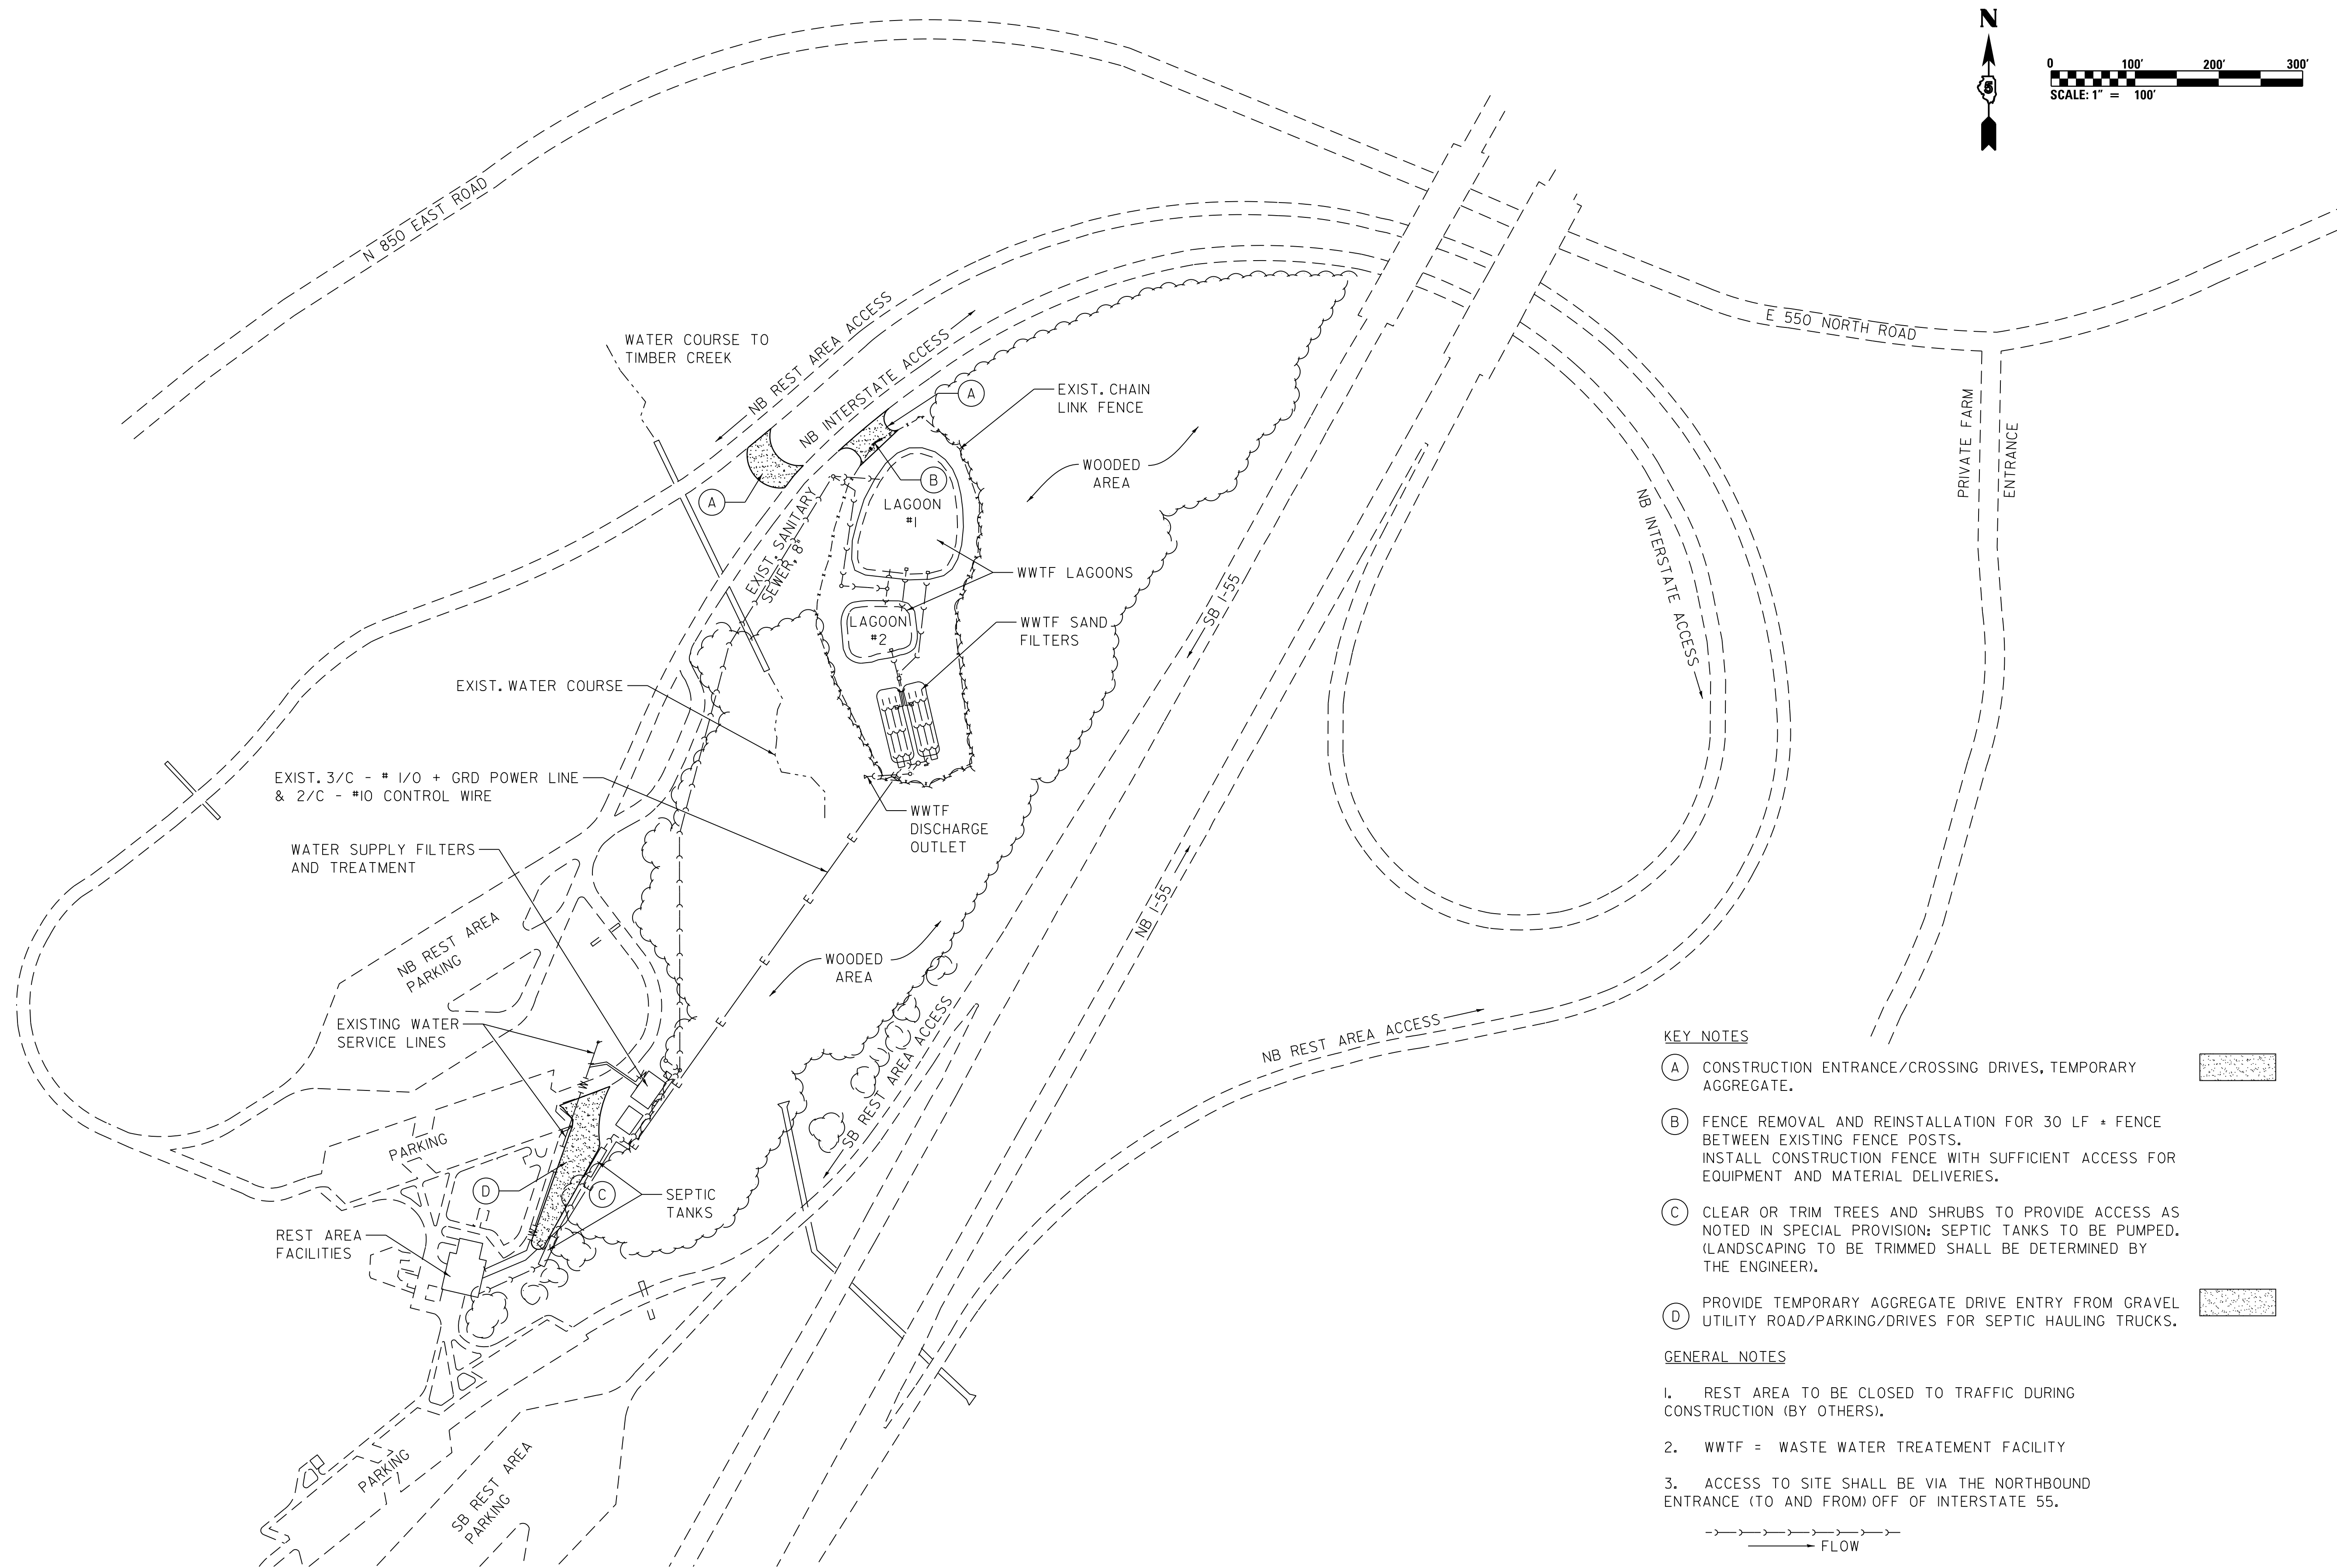 N
5
0 100' 200' 300'
SCALE: 1" = 100'
N 850 EAST ROAD
WATER COURSE TO
TIMBER CREEK
NB REST AREA ACCESS
NB INTERSTATE ACCESS
A
EXIST. CHAIN
LINK FENCE
E 550 NORTH ROAD
PRIVATE FARM
ENTRANCE
WOODED
AREA
B
A
LAGOON
#1
EXIST. SANITARY
SEWER, 8"
NB INTERSTATE ACCESS
WWTF LAGOONS
SB I-55
LAGOON
#2
WWTF SAND
FILTERS
EXIST. WATER COURSE
EXIST. 3/C - # 1/0 + GRD POWER LINE
& 2/C - #10 CONTROL WIRE
WWTF
DISCHARGE
OUTLET
E
WATER SUPPLY FILTERS
AND TREATMENT
E
NB I-55
NB REST AREA
PARKING
E
WOODED
AREA
EXISTING WATER
SERVICE LINES
E
SB REST AREA ACCESS
NB REST AREA ACCESS
W
E
PARKING
E
D
C
SEPTIC
TANKS
E
REST AREA
FACILITIES
W
PARKING
SB REST AREA
PARKING
KEY NOTES
A CONSTRUCTION ENTRANCE/CROSSING DRIVES, TEMPORARY
AGGREGATE.
B FENCE REMOVAL AND REINSTALLATION FOR 30 LF ± FENCE
BETWEEN EXISTING FENCE POSTS.
INSTALL CONSTRUCTION FENCE WITH SUFFICIENT ACCESS FOR
EQUIPMENT AND MATERIAL DELIVERIES.
C CLEAR OR TRIM TREES AND SHRUBS TO PROVIDE ACCESS AS
NOTED IN SPECIAL PROVISION: SEPTIC TANKS TO BE PUMPED.
(LANDSCAPING TO BE TRIMMED SHALL BE DETERMINED BY
THE ENGINEER).
D PROVIDE TEMPORARY AGGREGATE DRIVE ENTRY FROM GRAVEL
UTILITY ROAD/PARKING/DRIVES FOR SEPTIC HAULING TRUCKS.
GENERAL NOTES
1. REST AREA TO BE CLOSED TO TRAFFIC DURING
CONSTRUCTION (BY OTHERS).
2. WWTF = WASTE WATER TREATEMENT FACILITY
3. ACCESS TO SITE SHALL BE VIA THE NORTHBOUND
ENTRANCE (TO AND FROM) OFF OF INTERSTATE 55.
FLOW